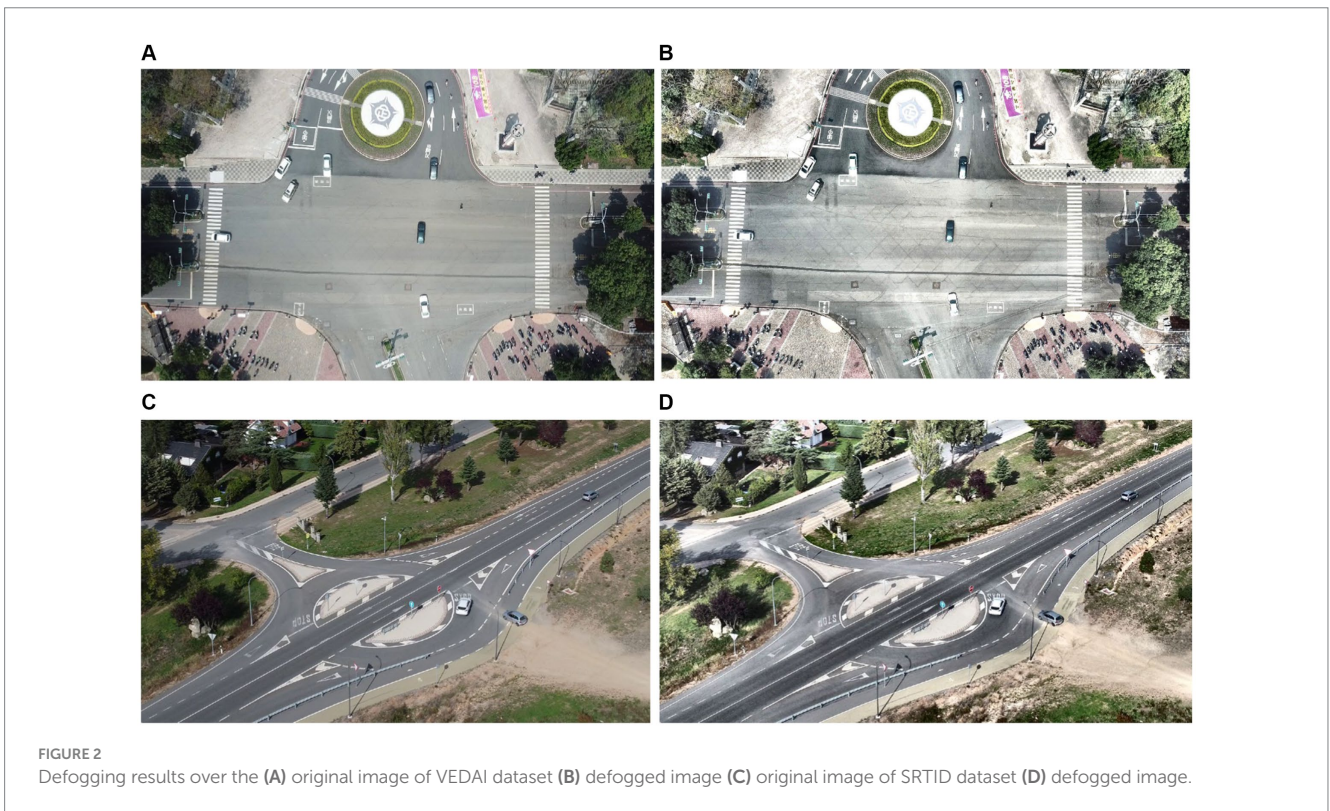 A
B
C
D
STOP
FIGURE 2
Defogging results over the (A) original image of VEDAI dataset (B) defogged image (C) original image of SRTID dataset (D) defogged image.